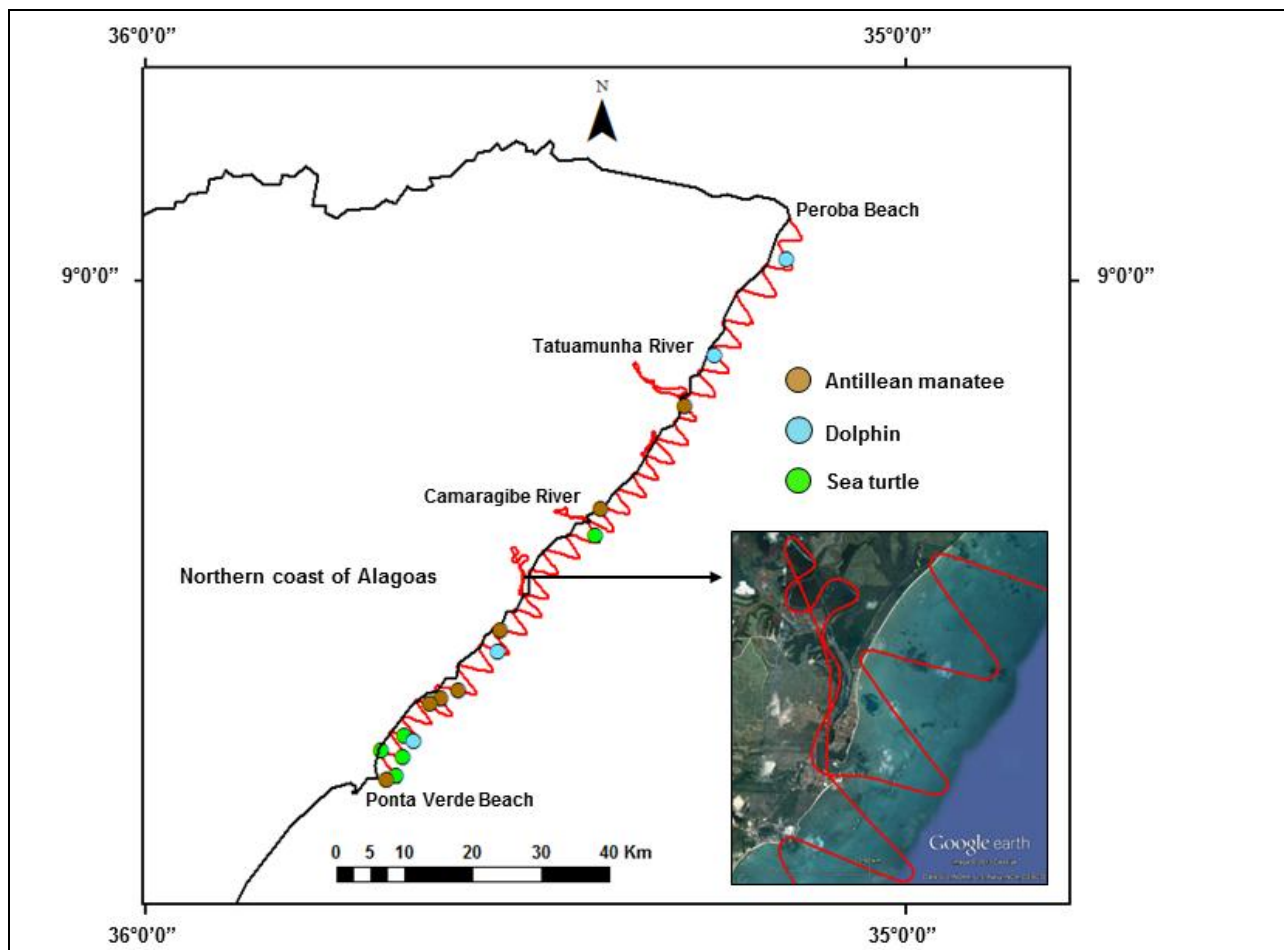 36°0'0” 35°0'0”
N
Peroba Beach
9°0'0” 9°0'0”
Tatuamunha River
Antillean manatee
Dolphin
Camaragibe River
Sea turtle
Northern coast of Alagoas
Ponta Verde Beach
Google earth
0 5 10 20 30 40 Km
36°0'0” 35°0'0”